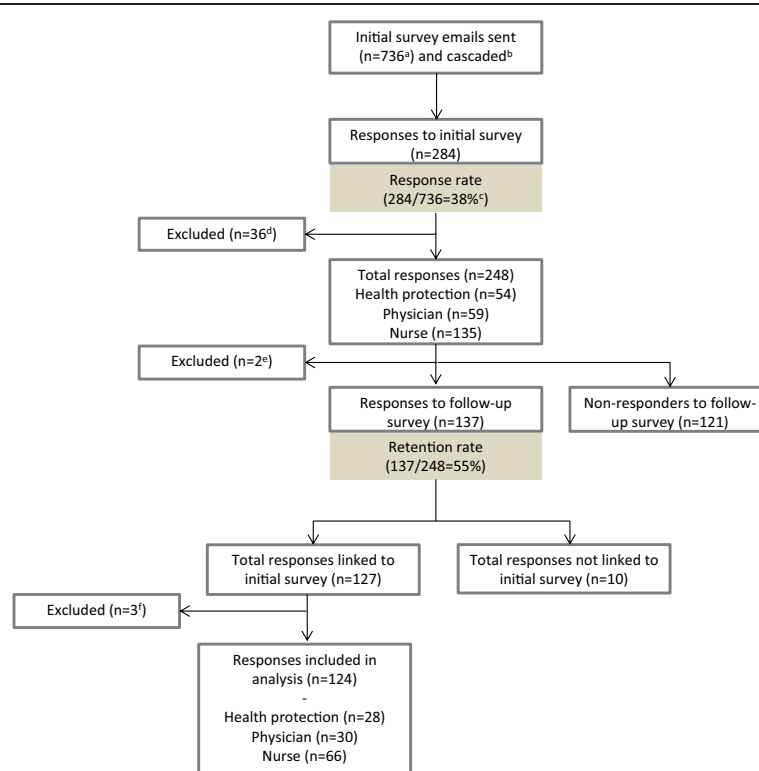 Initial survey emails sent
(n=736ᵃ) and cascadedᵇ
Responses to initial survey
(n=284)
Response rate
(284/736=38%ᶜ)
Excluded (n=36ᵈ)
Total responses (n=248)
Health protection (n=54)
Physician (n=59)
Nurse (n=135)
Excluded (n=2ᵉ)
Responses to follow-up
survey (n=137)
Non-responders to follow-
up survey (n=121)
Retention rate
(137/248=55%)
Total responses linked to
initial survey (n=127)
Total responses not linked to
initial survey (n=10)
Excluded (n=3ᶠ)
Responses included in
analysis (n=124)
-
Health protection (n=28)
Physician (n=30)
Nurse (n=66)